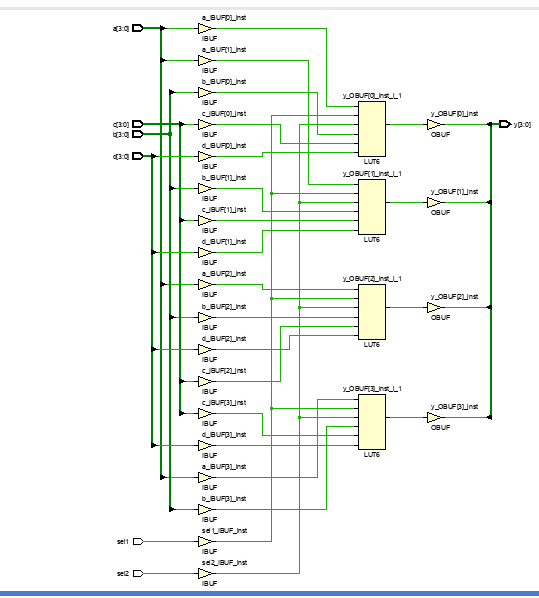 a_IBUF[0]_inst
a[3:0]
IBUF
a_IBUF[1]_inst
IBUF
b_IBUF[0]_inst
IBUF
y_OBUF[0]_inst_i_1
c_IBUF[0]_inst
y_OBUF[0]_inst
c[3:0]
y[3:0]
b[3:0]
IBUF
OBUF
d_IBUF[0]_inst
d[3:0]
IBUF
LUT6
b_IBUF[1]_inst
y_OBUF[1]_inst_i_1
IBUF
y_OBUF[1]_inst
c_IBUF[1]_inst
OBUF
IBUF
d_IBUF[1]_inst
LUT6
IBUF
a_IBUF[2]_inst
y_OBUF[2]_inst_i_1
IBUF
y_OBUF[2]_inst
b_IBUF[2]_inst
OBUF
IBUF
d_IBUF[2]_inst
LUT6
IBUF
c_IBUF[2]_inst
IBUF
y_OBUF[3]_inst_i_1
c_IBUF[3]_inst
y_OBUF[3]_inst
IBUF
OBUF
d_IBUF[3]_inst
IBUF
LUT6
a_IBUF[3]_inst
IBUF
b_IBUF[3]_inst
IBUF
sel1_IBUF_inst
sel1
IBUF
sel2_IBUF_inst
sel2
IBUF